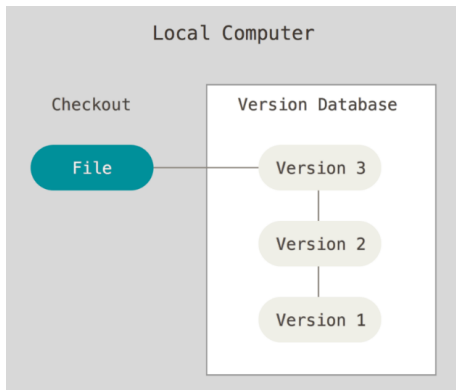 Local Computer
Checkout
Version Database
File
Version 3
Version 2
Version 1